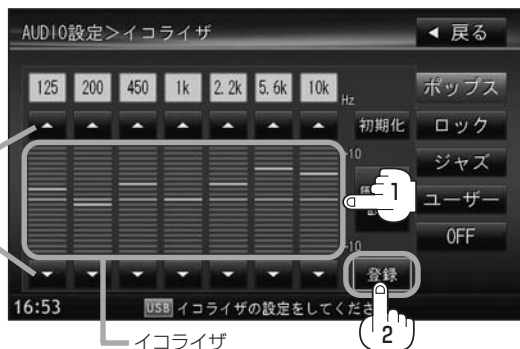 AUDIO設定＞イコライザ
◀ 戻る
125 200 450 1k 2.2k 5.6k 10k Hz
ポップス
初期化
ロック
10
ジャズ
1
ユーザー
-10
OFF
登録
16:53
USB イコライザの設定をしてくださ
2
イコライザ